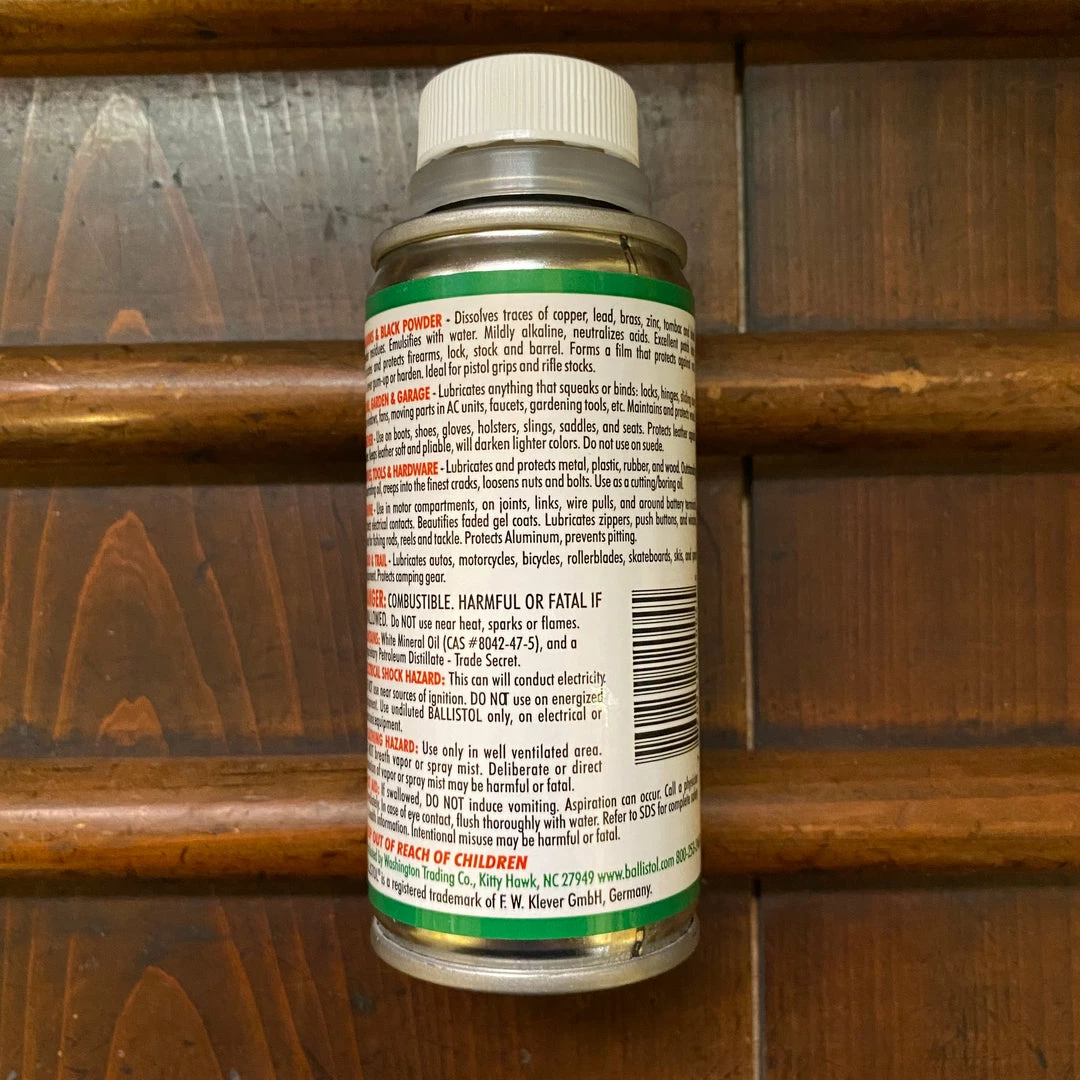 & BLACK POWDER - Dissolves traces of copper, lead, brass, zinc, tombac and
residues. Emulsifies with water. Mildly alkaline, neutralizes acids. Excellent
and protects firearms, lock, stock and barrel. Forms a film that protects against
gum-up or harden. Ideal for pistol grips and rifle stocks.
GARDEN & GARAGE - Lubricates anything that squeaks or binds: locks, hinges, sliding
fans, moving parts in AC units, faucets, gardening tools, etc. Maintains and protect
- Use on boots, shoes, gloves, holsters, slings, saddles, and seats. Protects leather
keeps leather soft and pliable, will darken lighter colors. Do not use on suede.
TOOLS & HARDWARE - Lubricates and protects metal, plastic, rubber, and wood.
oil, creeps into the finest cracks, loosens nuts and bolts. Use as a cutting/boring oil.
- Use in motor compartments, on joints, links, wire pulls, and around battery
electrical contacts. Beautifies faded gel coats. Lubricates zippers, push buttons, and
for fishing rods, reels and tackle. Protects Aluminum, prevents pitting.
& TRAIL - Lubricates autos, motorcycles, bicycles, rollerblades, skateboards, skis, and
Protects camping gear.
COMBUSTIBLE. HARMFUL OR FATAL IF
Do NOT use near heat, sparks or flames.
White Mineral Oil (CAS #8042-47-5), and a
Petroleum Distillate - Trade Secret.
SHOCK HAZARD: This can will conduct electricity.
use near sources of ignition. DO NOT use on energized
Use undiluted BALLISTOL only, on electrical or
equipment.
HAZARD: Use only in well ventilated area.
breath vapor or spray mist. Deliberate or direct
of vapor or spray mist may be harmful or fatal.
If swallowed, DO NOT induce vomiting. Aspiration can occur. Call a physician
In case of eye contact, flush thoroughly with water. Refer to SDS for complete
information. Intentional misuse may be harmful or fatal.
OUT OF REACH OF CHILDREN
by Washington Trading Co., Kitty Hawk, NC 27949 www.ballistol.com
is a registered trademark of F. W. Klever GmbH, Germany.